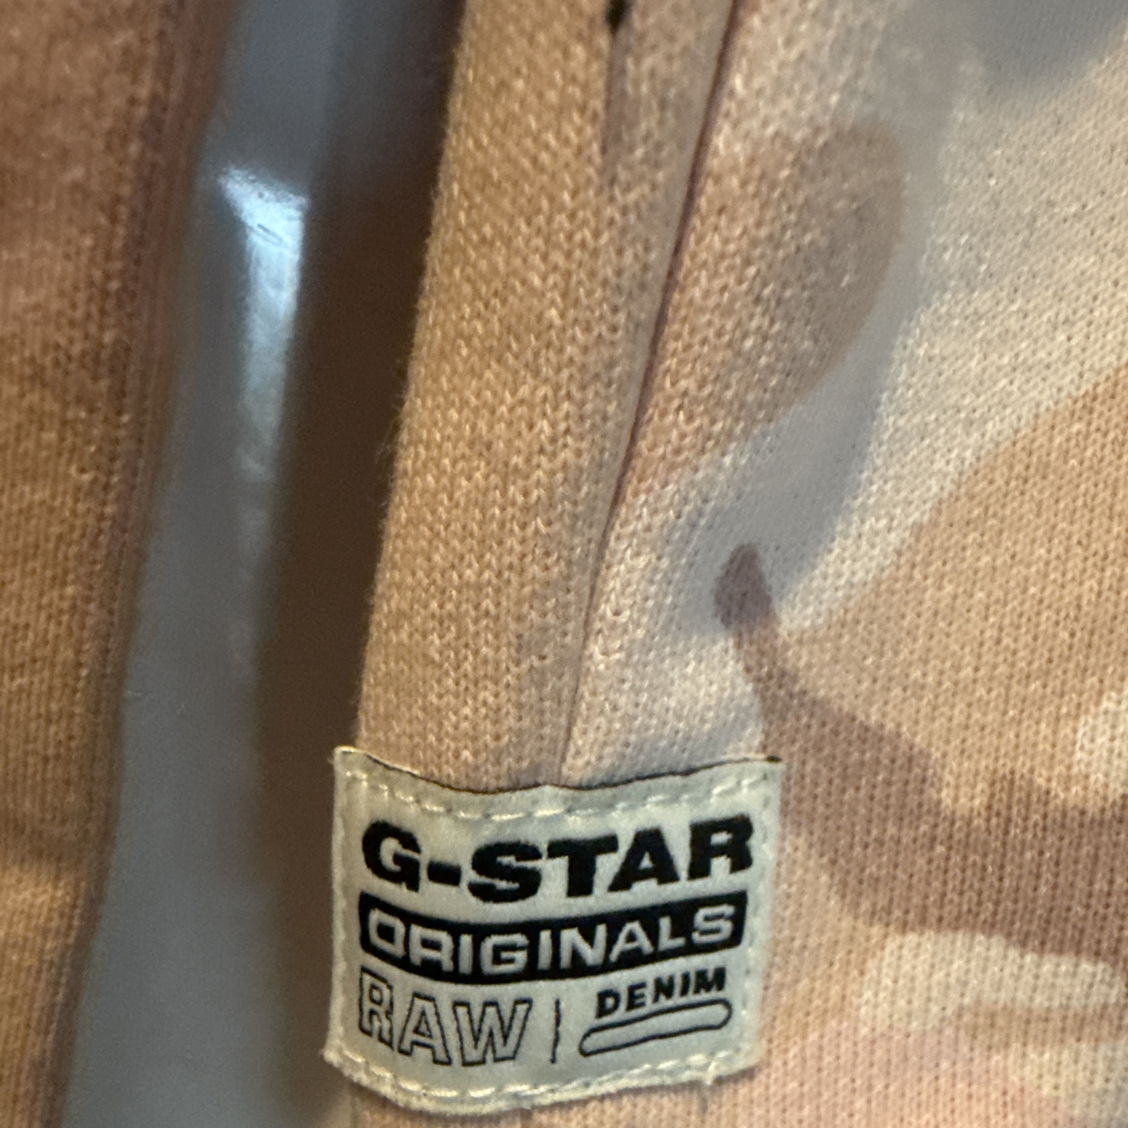 G-STAR
ORIGINALS
RAW | DENIM